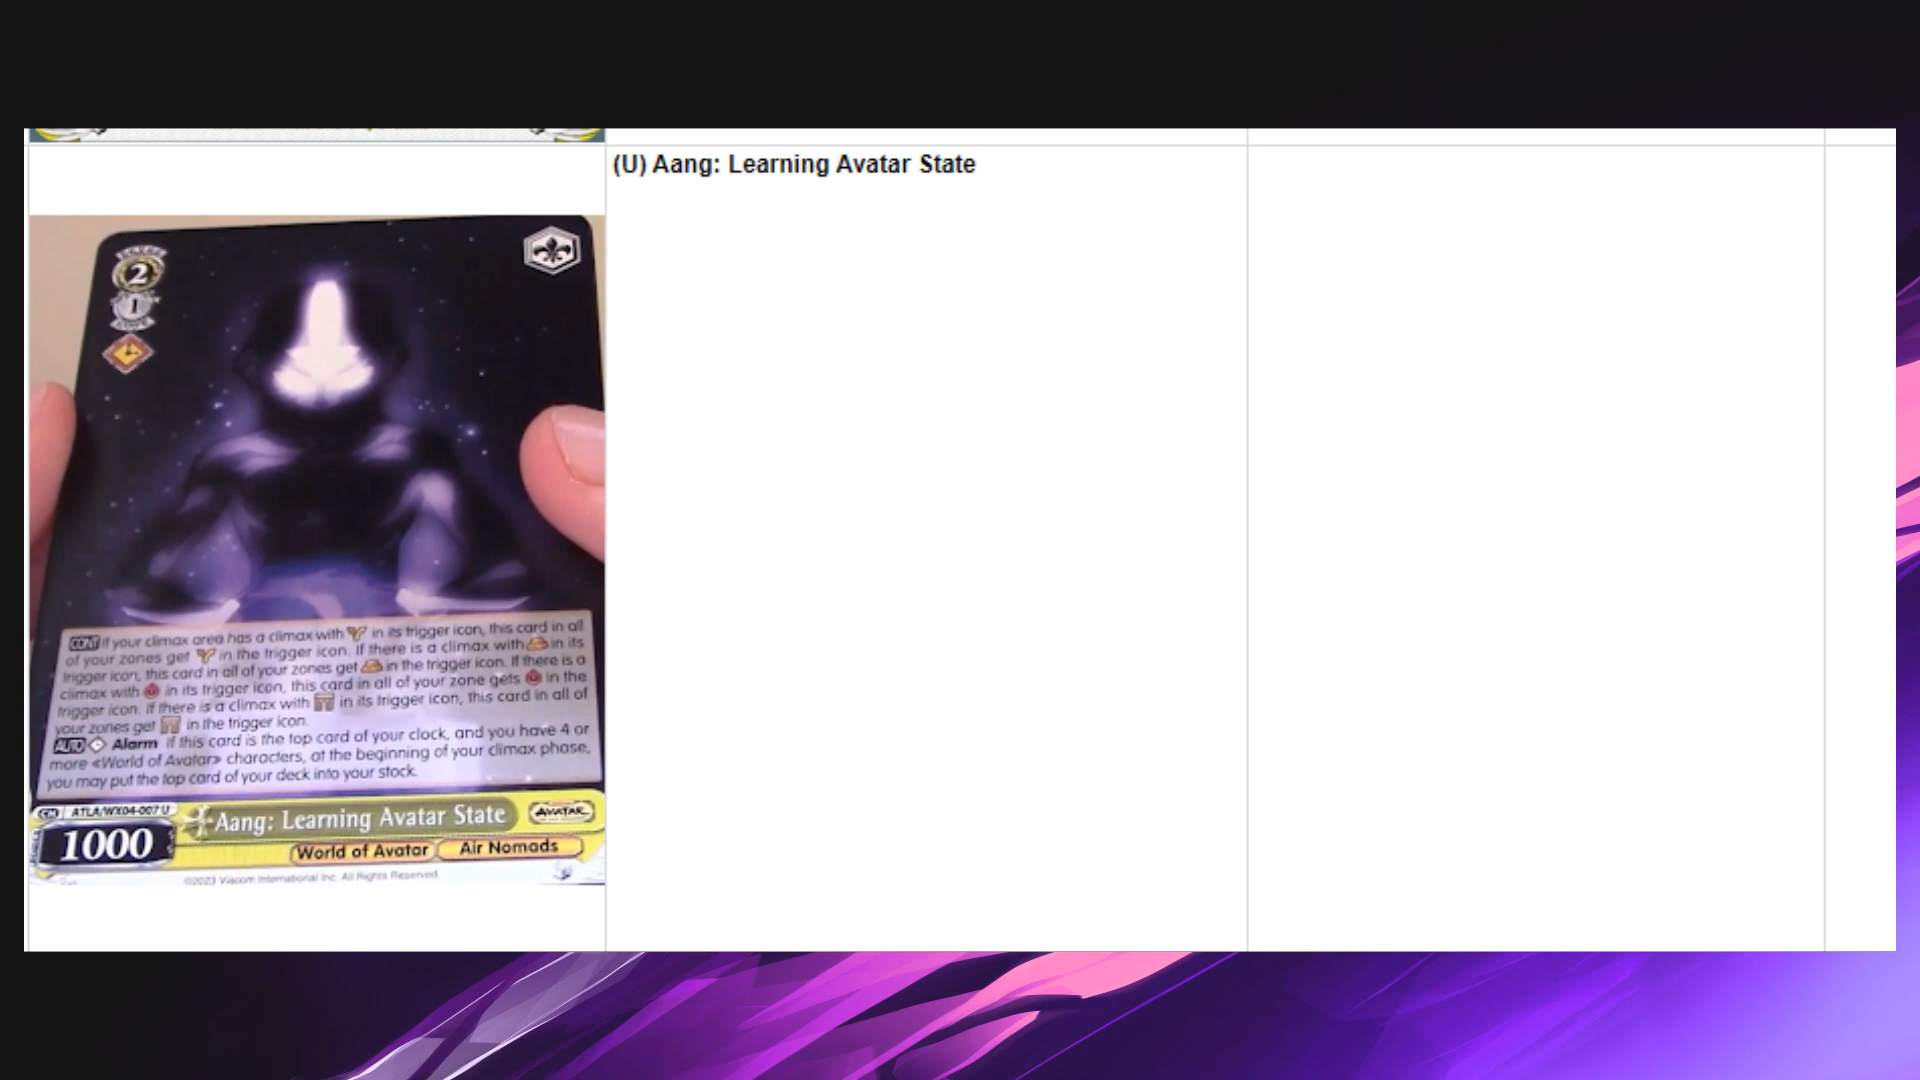 (U) Aang: Learning Avatar State
2
1
CONT If your climax area has a climax with in its trigger icon, this card in all
of your zones get in the trigger icon. If there is a climax with in its
trigger icon, this card in all of your zones get in the trigger icon. If there is a
climax with in its trigger icon, this card in all of your zone gets in the
trigger icon. If there is a climax with in its trigger icon, this card in all of
your zones get in the trigger icon.
AUTO Alarm If this card is the top card of your clock, and you have 4 or
more «World of Avatar» characters, at the beginning of your climax phase,
you may put the top card of your deck into your stock.
CH ATLA/WX04-007 U
Aang: Learning Avatar State
AVATAR
1000
World of Avatar Air Nomads
©2023 Viacom International Inc. All Rights Reserved.